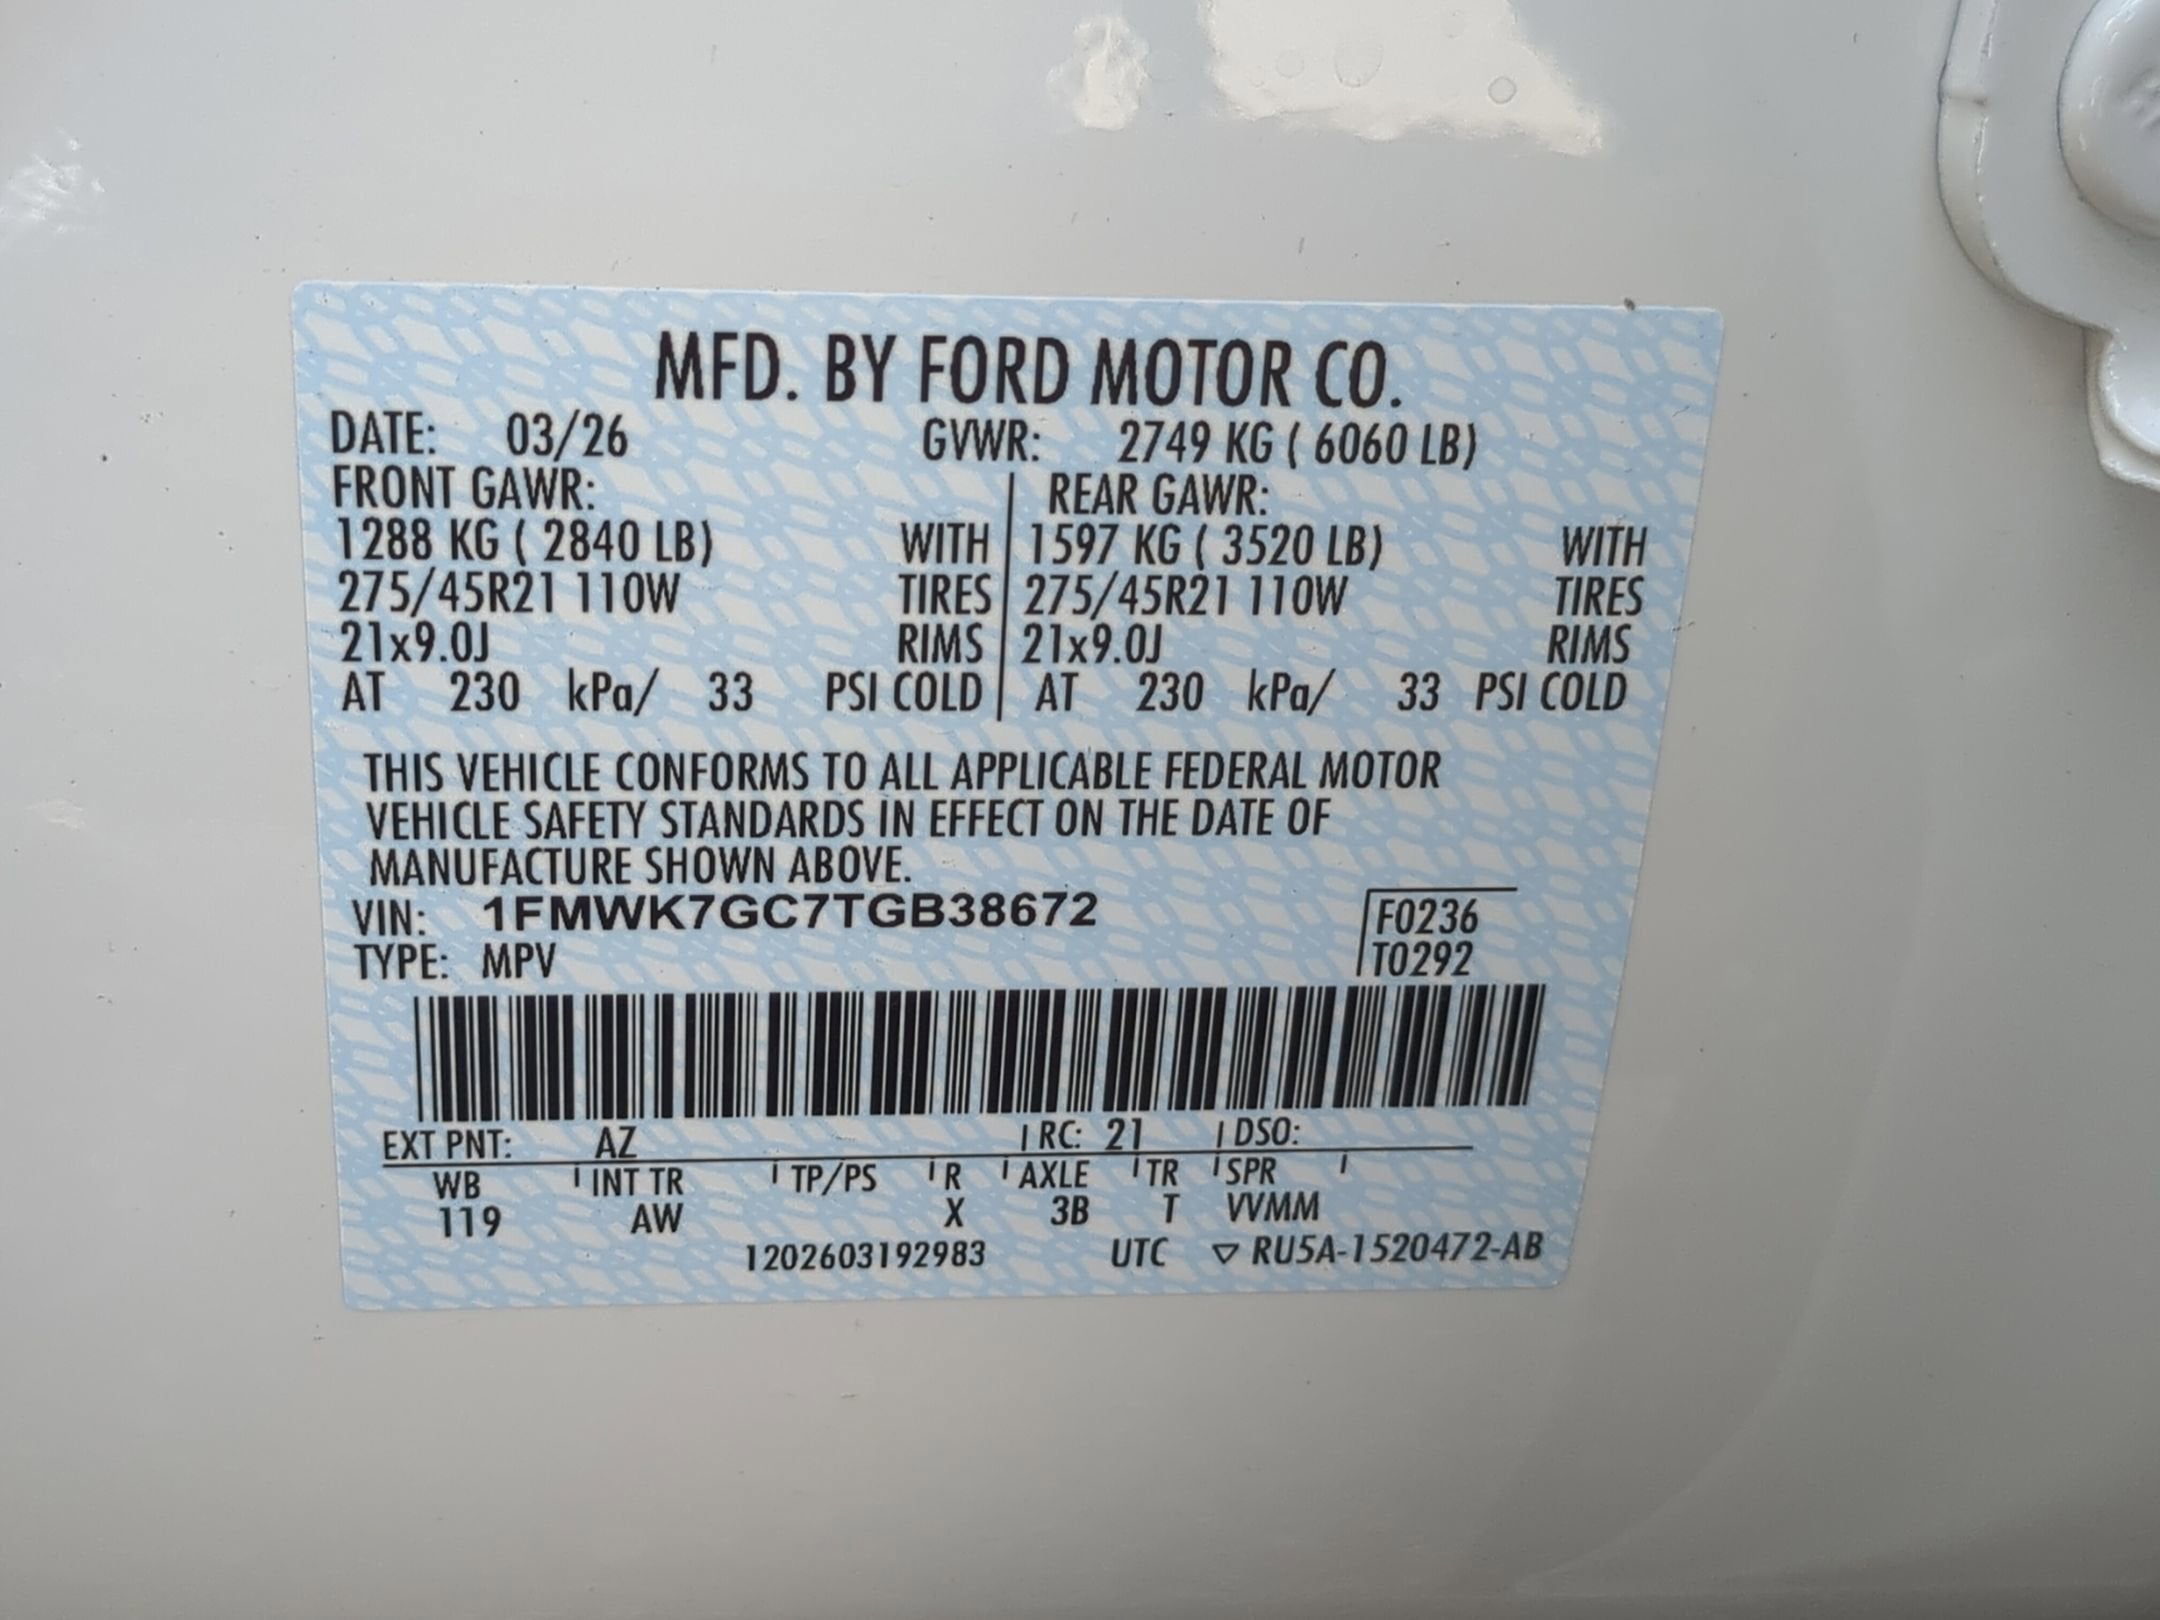 MFD. BY FORD MOTOR CO.
DATE: 03/26 GVWR: 2749 KG ( 6060 LB)
FRONT GAWR: REAR GAWR:
1288 KG ( 2840 LB) WITH 1597 KG ( 3520 LB) WITH
275/45R21 110W TIRES 275/45R21 110W TIRES
21x9.0J RIMS 21x9.0J RIMS
AT 230 kPa/ 33 PSI COLD AT 230 kPa/ 33 PSI COLD
THIS VEHICLE CONFORMS TO ALL APPLICABLE FEDERAL MOTOR
VEHICLE SAFETY STANDARDS IN EFFECT ON THE DATE OF
MANUFACTURE SHOWN ABOVE.
VIN: 1FMWK7GC7TGB38672 F0236
TYPE: MPV T0292
EXT PNT: AZ RC: 21 DSO:
WB INT TR TP/PS R AXLE TR SPR
119 AW X 3B T VVMM
1202603192983 UTC ▽ RU5A-1520472-AB